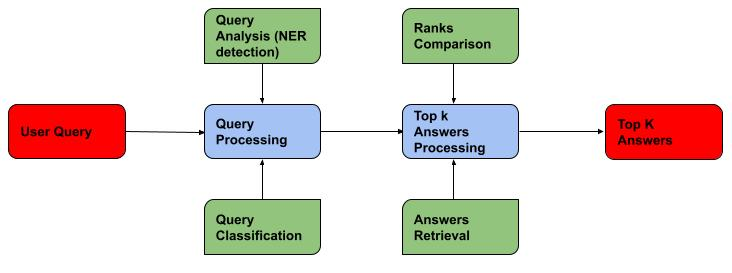 Query
Analysis (NER
detection)
Ranks
Comparison
User Query
Query
Processing
Top k
Answers
Processing
Top K
Answers
Query
Classification
Answers
Retrieval